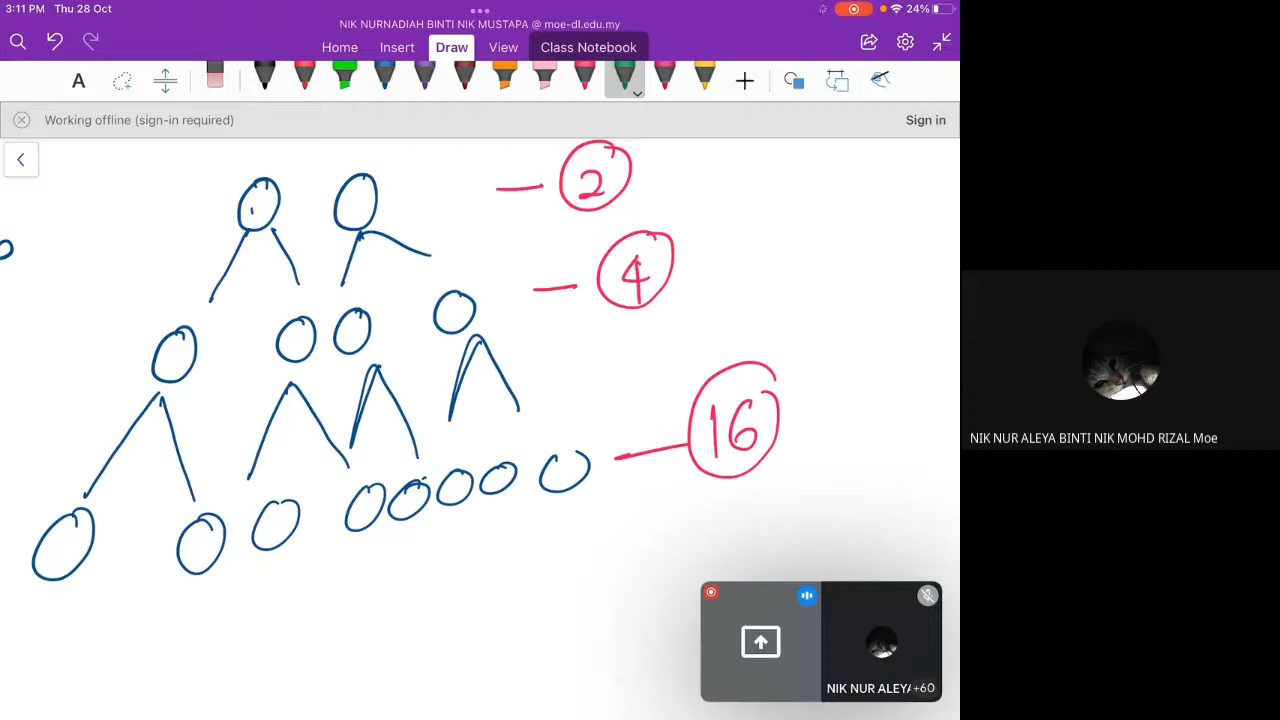 3:11 PM Thu 28 Oct
24%
NIK NURNADIAH BINTI NIK MUSTAPA @ moe-dl.edu.my
Home Insert Draw View Class Notebook
A
Working offline (sign-in required) Sign in
2
4
16
NIK NUR ALEYA BINTI NIK MOHD RIZAL Moe
NIK NUR ALEYA +60